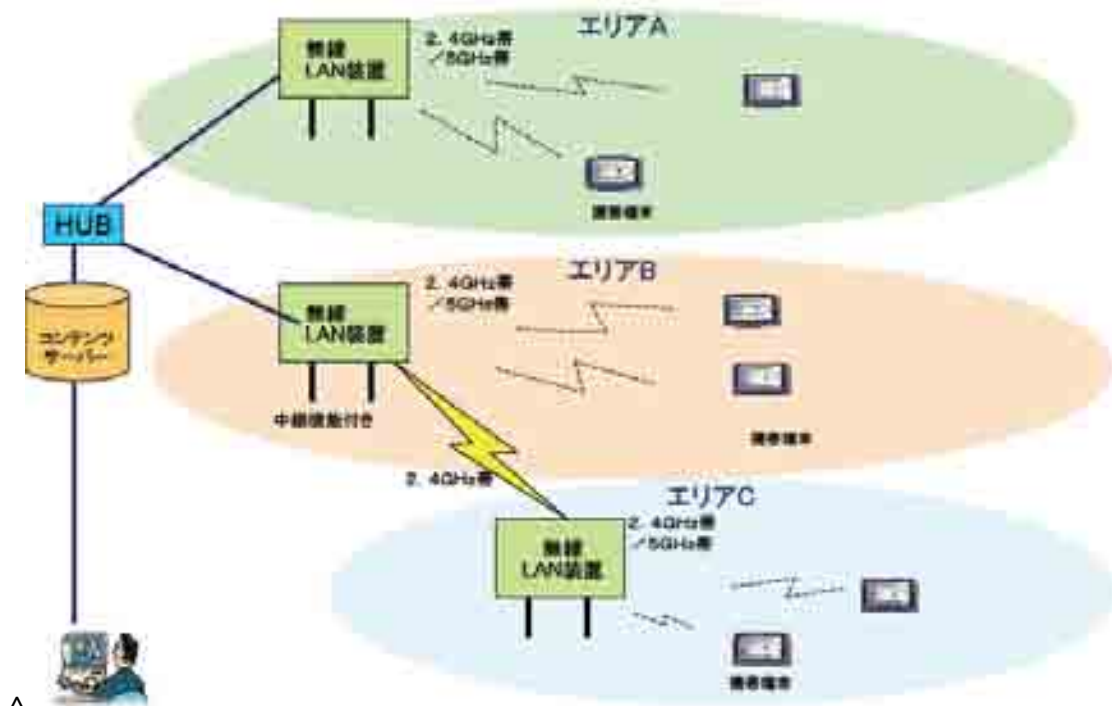 エリアA
無線
LAN装置
2.4GHz帯
／5GHz帯
携帯端末
HUB
コンテンツ
サーバー
エリアB
無線
LAN装置
2.4GHz帯
／5GHz帯
中継機能付き
携帯端末
2.4GHz帯
エリアC
無線
LAN装置
2.4GHz帯
／5GHz帯
携帯端末